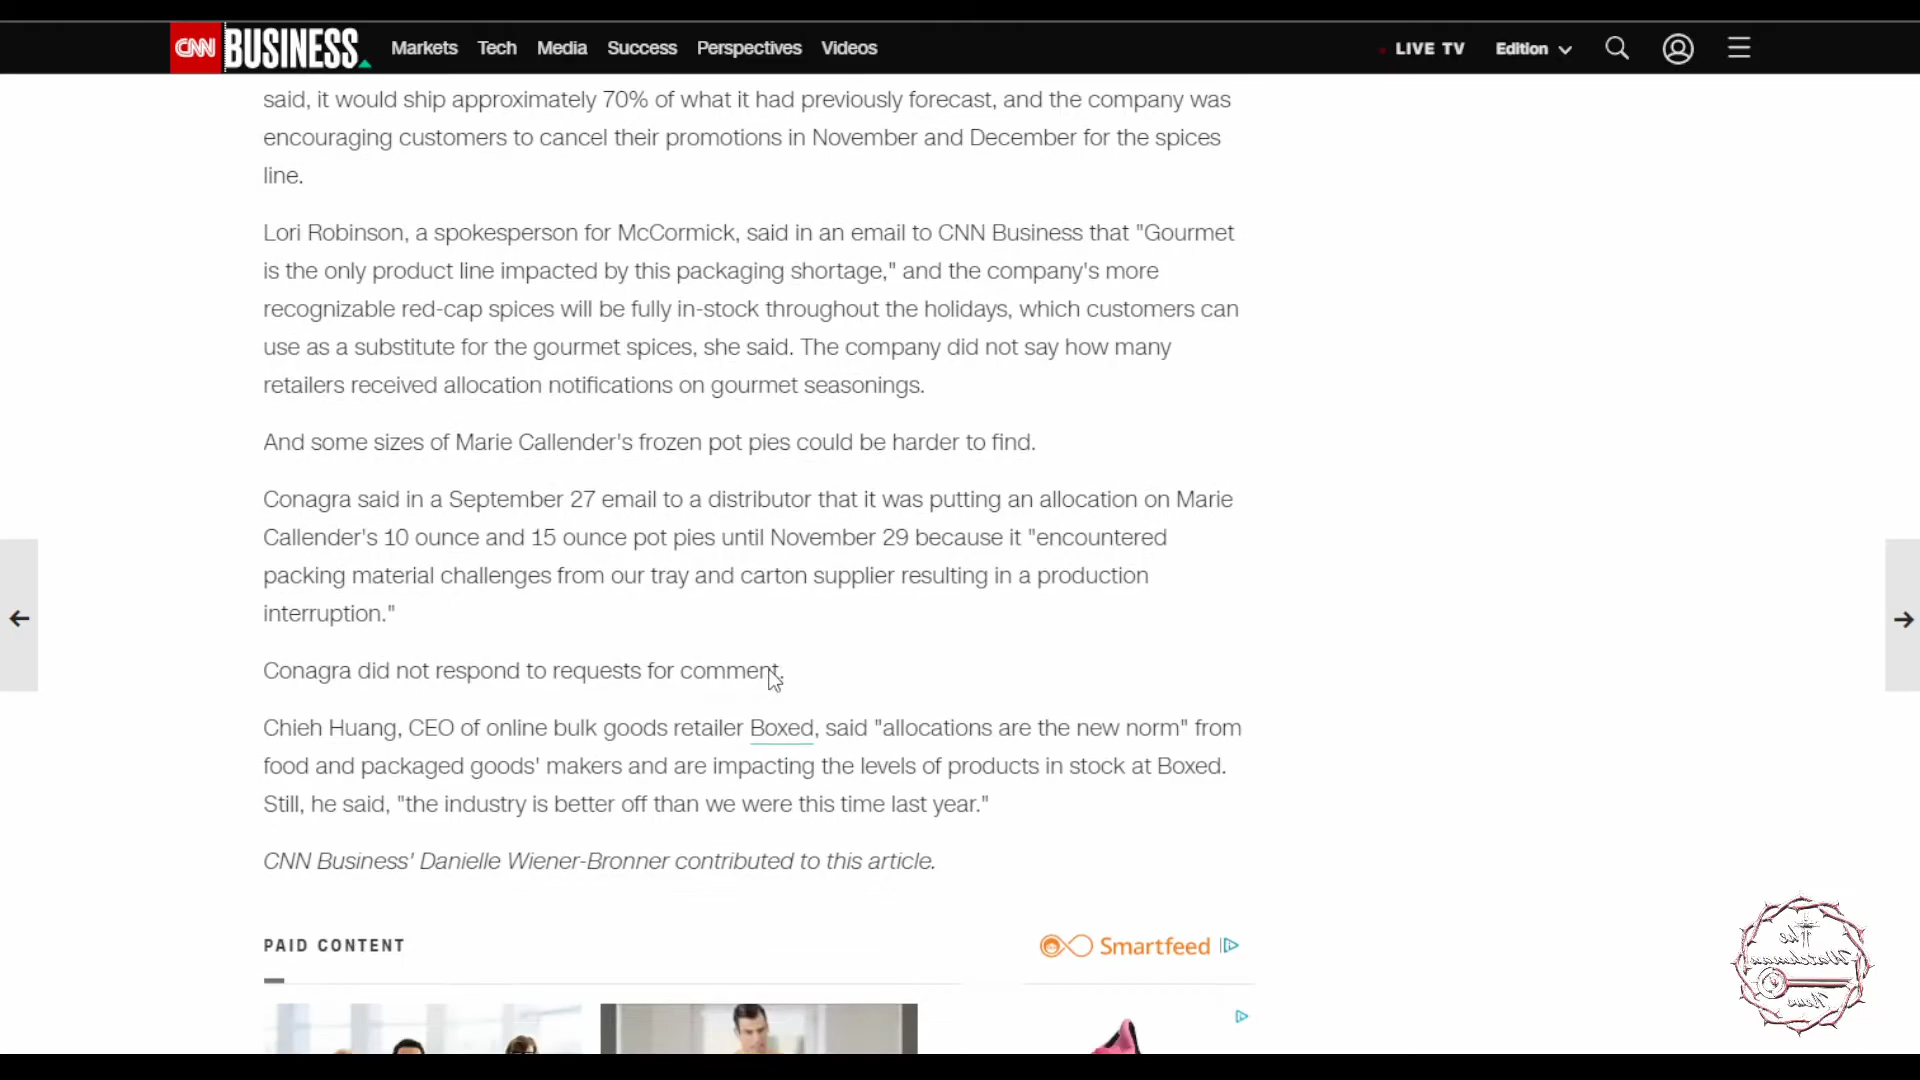 CNN BUSINESS Markets Tech Media Success Perspectives Videos LIVE TV Edition
said, it would ship approximately 70% of what it had previously forecast, and the company was
encouraging customers to cancel their promotions in November and December for the spices
line.
Lori Robinson, a spokesperson for McCormick, said in an email to CNN Business that "Gourmet
is the only product line impacted by this packaging shortage," and the company's more
recognizable red-cap spices will be fully in-stock throughout the holidays, which customers can
use as a substitute for the gourmet spices, she said. The company did not say how many
retailers received allocation notifications on gourmet seasonings.
And some sizes of Marie Callender's frozen pot pies could be harder to find.
Conagra said in a September 27 email to a distributor that it was putting an allocation on Marie
Callender's 10 ounce and 15 ounce pot pies until November 29 because it "encountered
packing material challenges from our tray and carton supplier resulting in a production
interruption."
Conagra did not respond to requests for comment.
Chieh Huang, CEO of online bulk goods retailer Boxed, said "allocations are the new norm" from
food and packaged goods' makers and are impacting the levels of products in stock at Boxed.
Still, he said, "the industry is better off than we were this time last year."
CNN Business' Danielle Wiener-Bronner contributed to this article.
PAID CONTENT
Smartfeed
The
Watchman
News